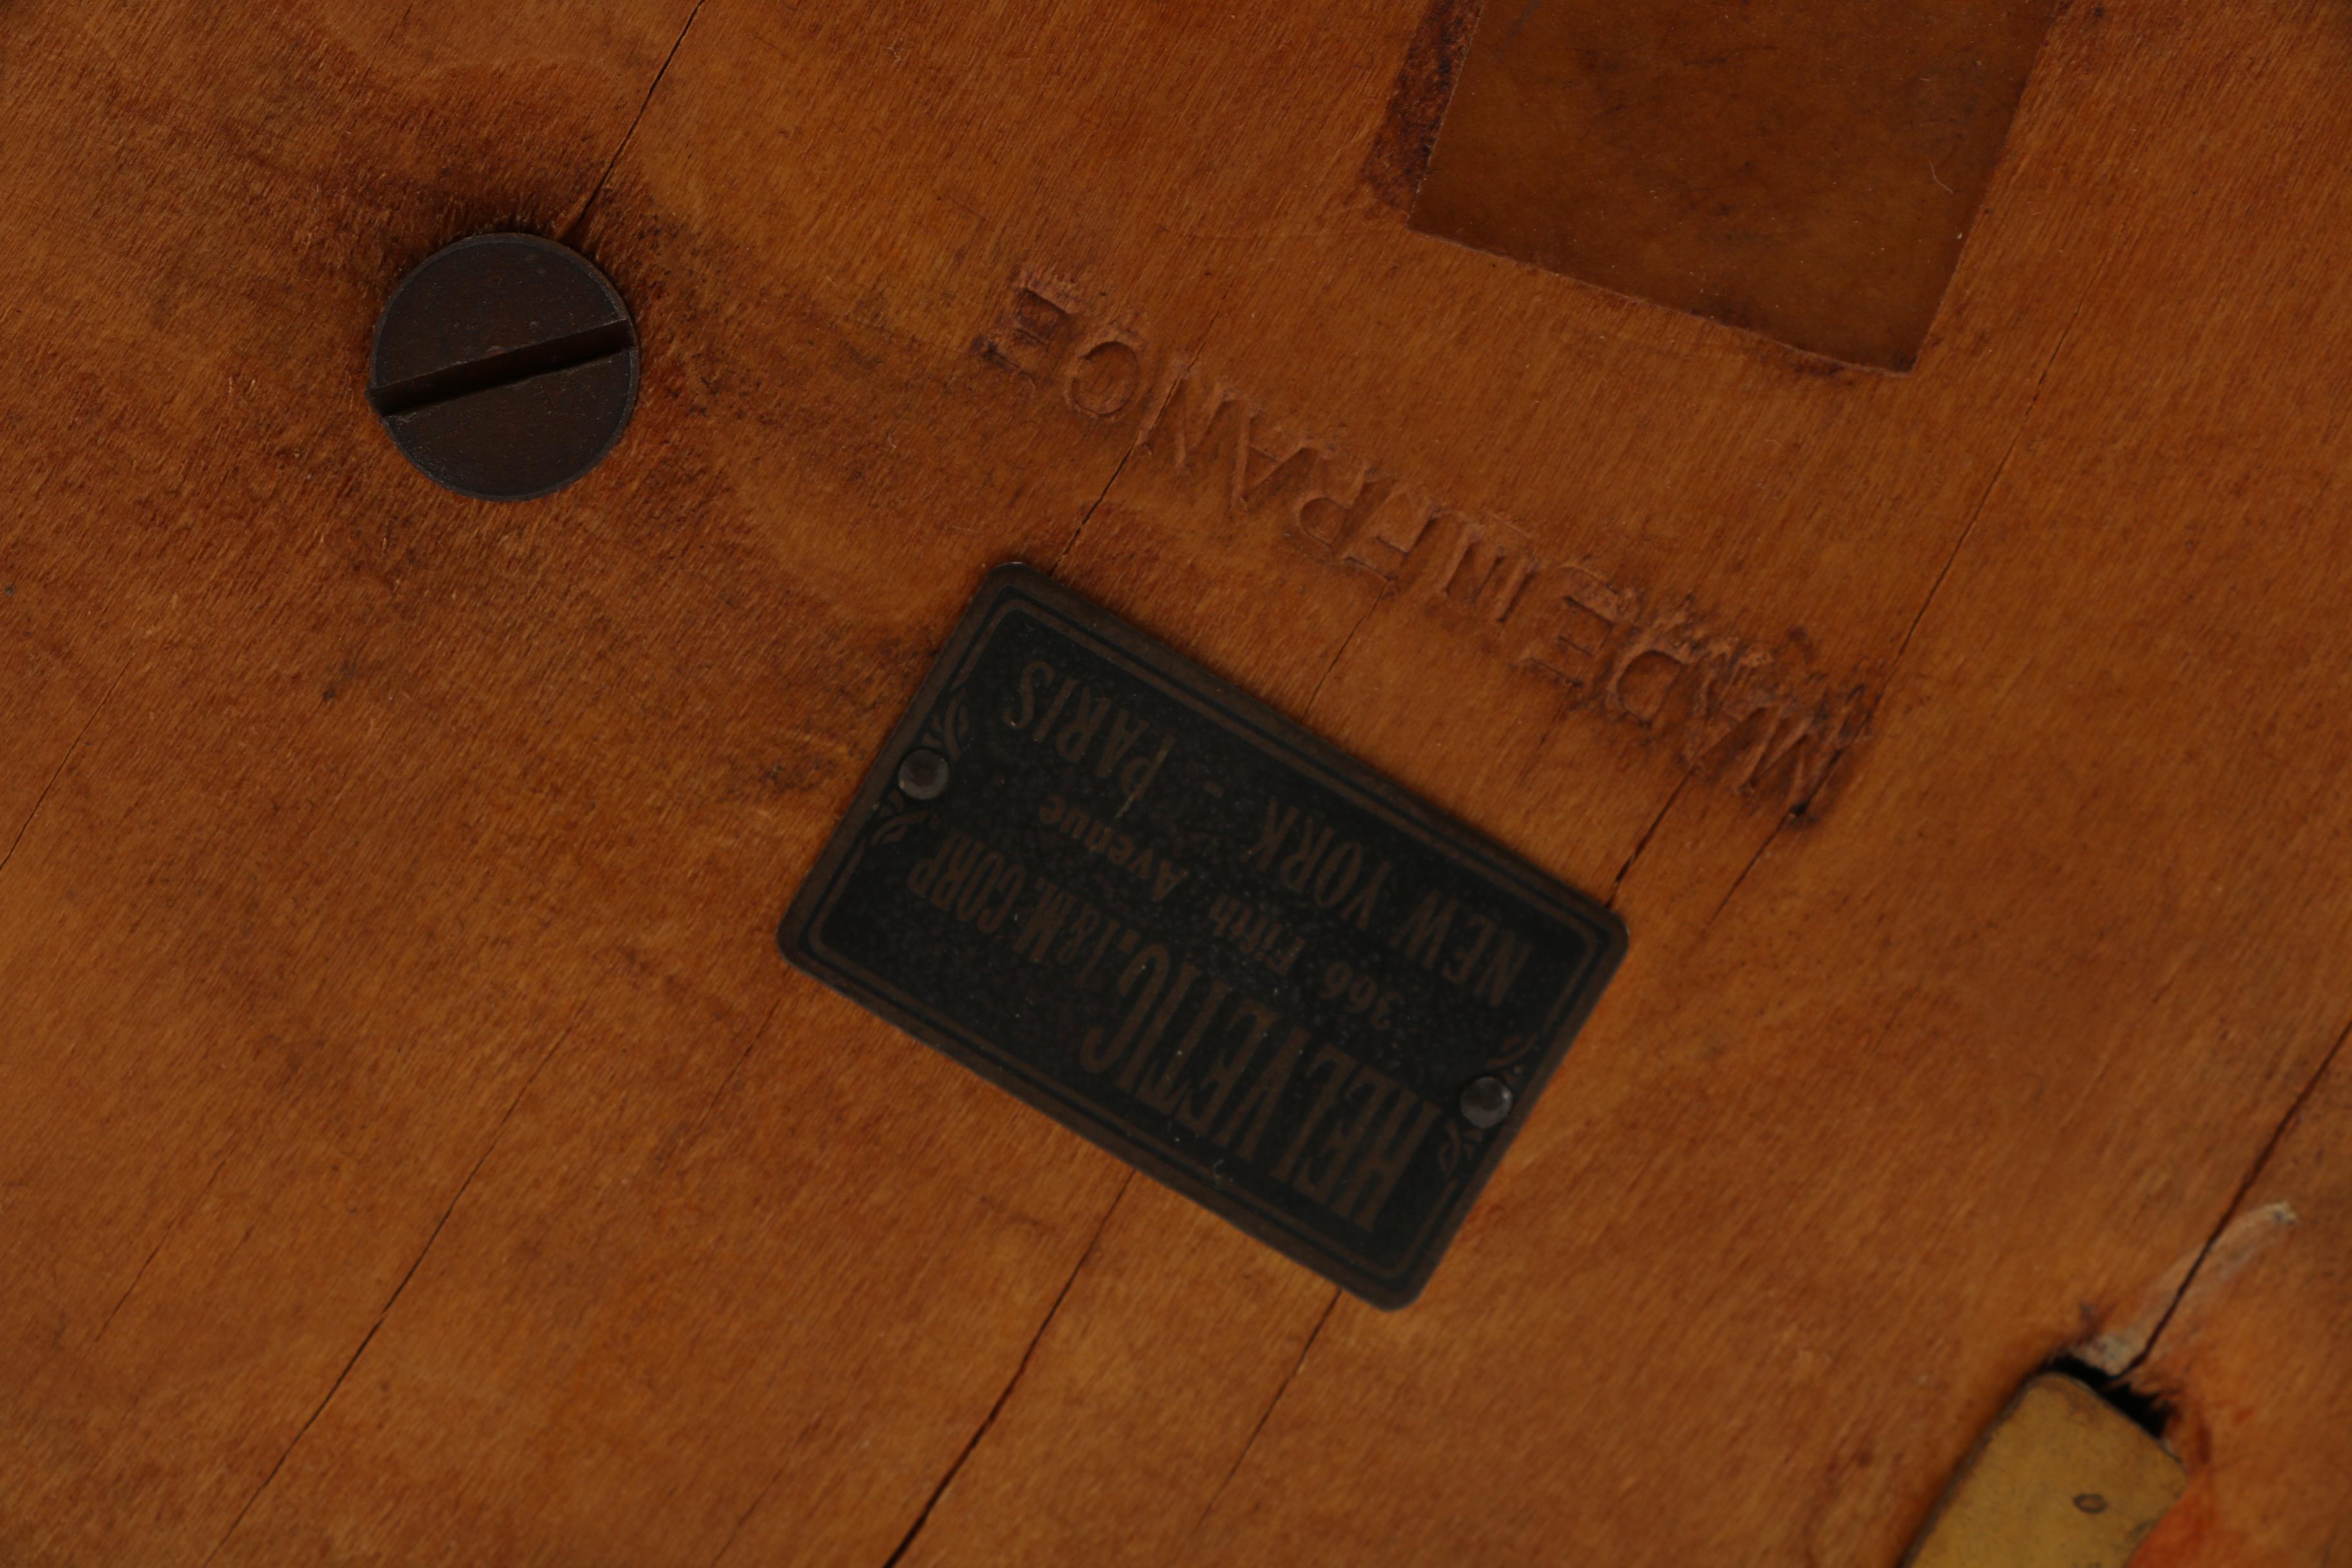 HELVETIC. I & M. CORP.
366 Fifth Avenue
NEW YORK - PARIS
MADE IN FRANCE